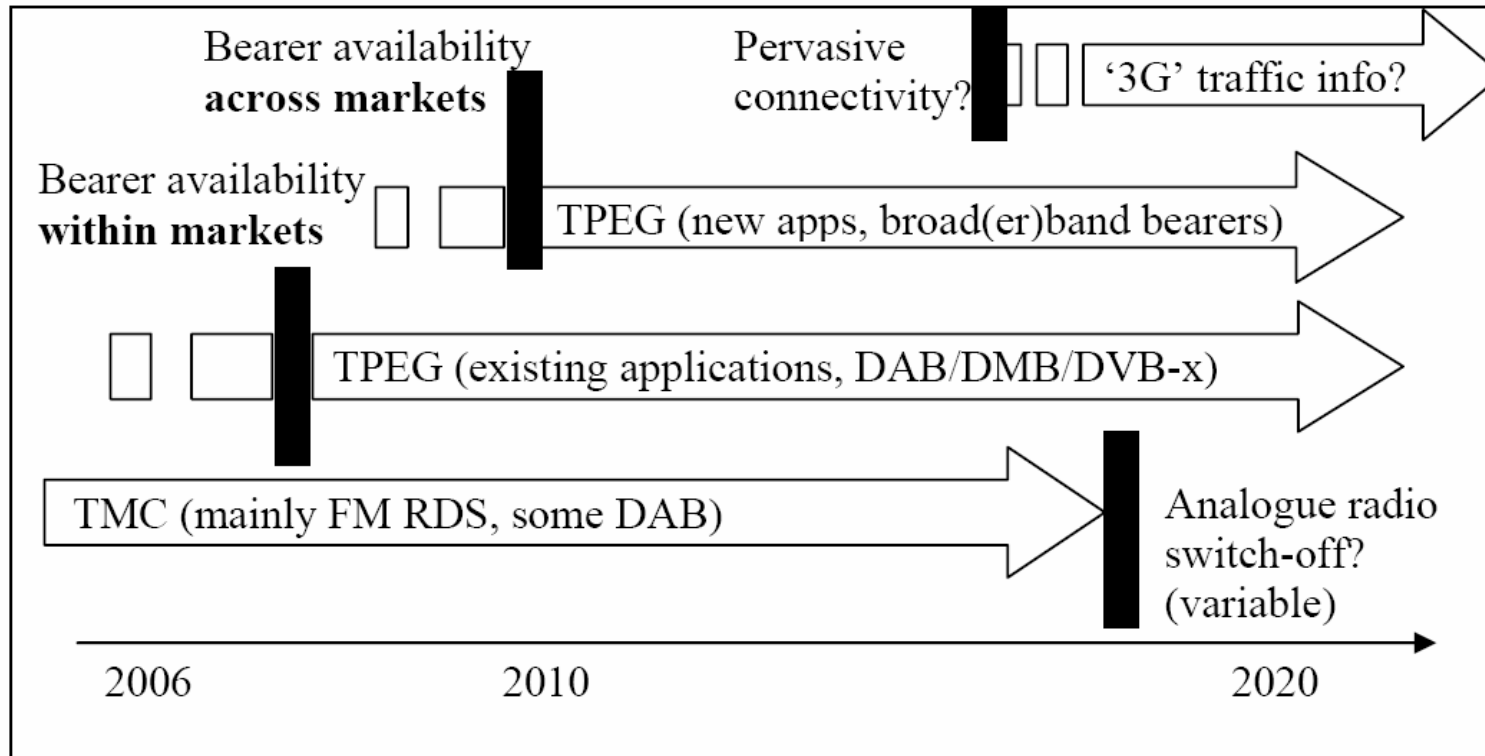 Bearer availability
across markets
Pervasive
connectivity?
‘3G’ traffic info?
Bearer availability
within markets
TPEG (new apps, broad(er)band bearers)
TPEG (existing applications, DAB/DMB/DVB-x)
TMC (mainly FM RDS, some DAB)
Analogue radio
switch-off?
(variable)
2006
2010
2020